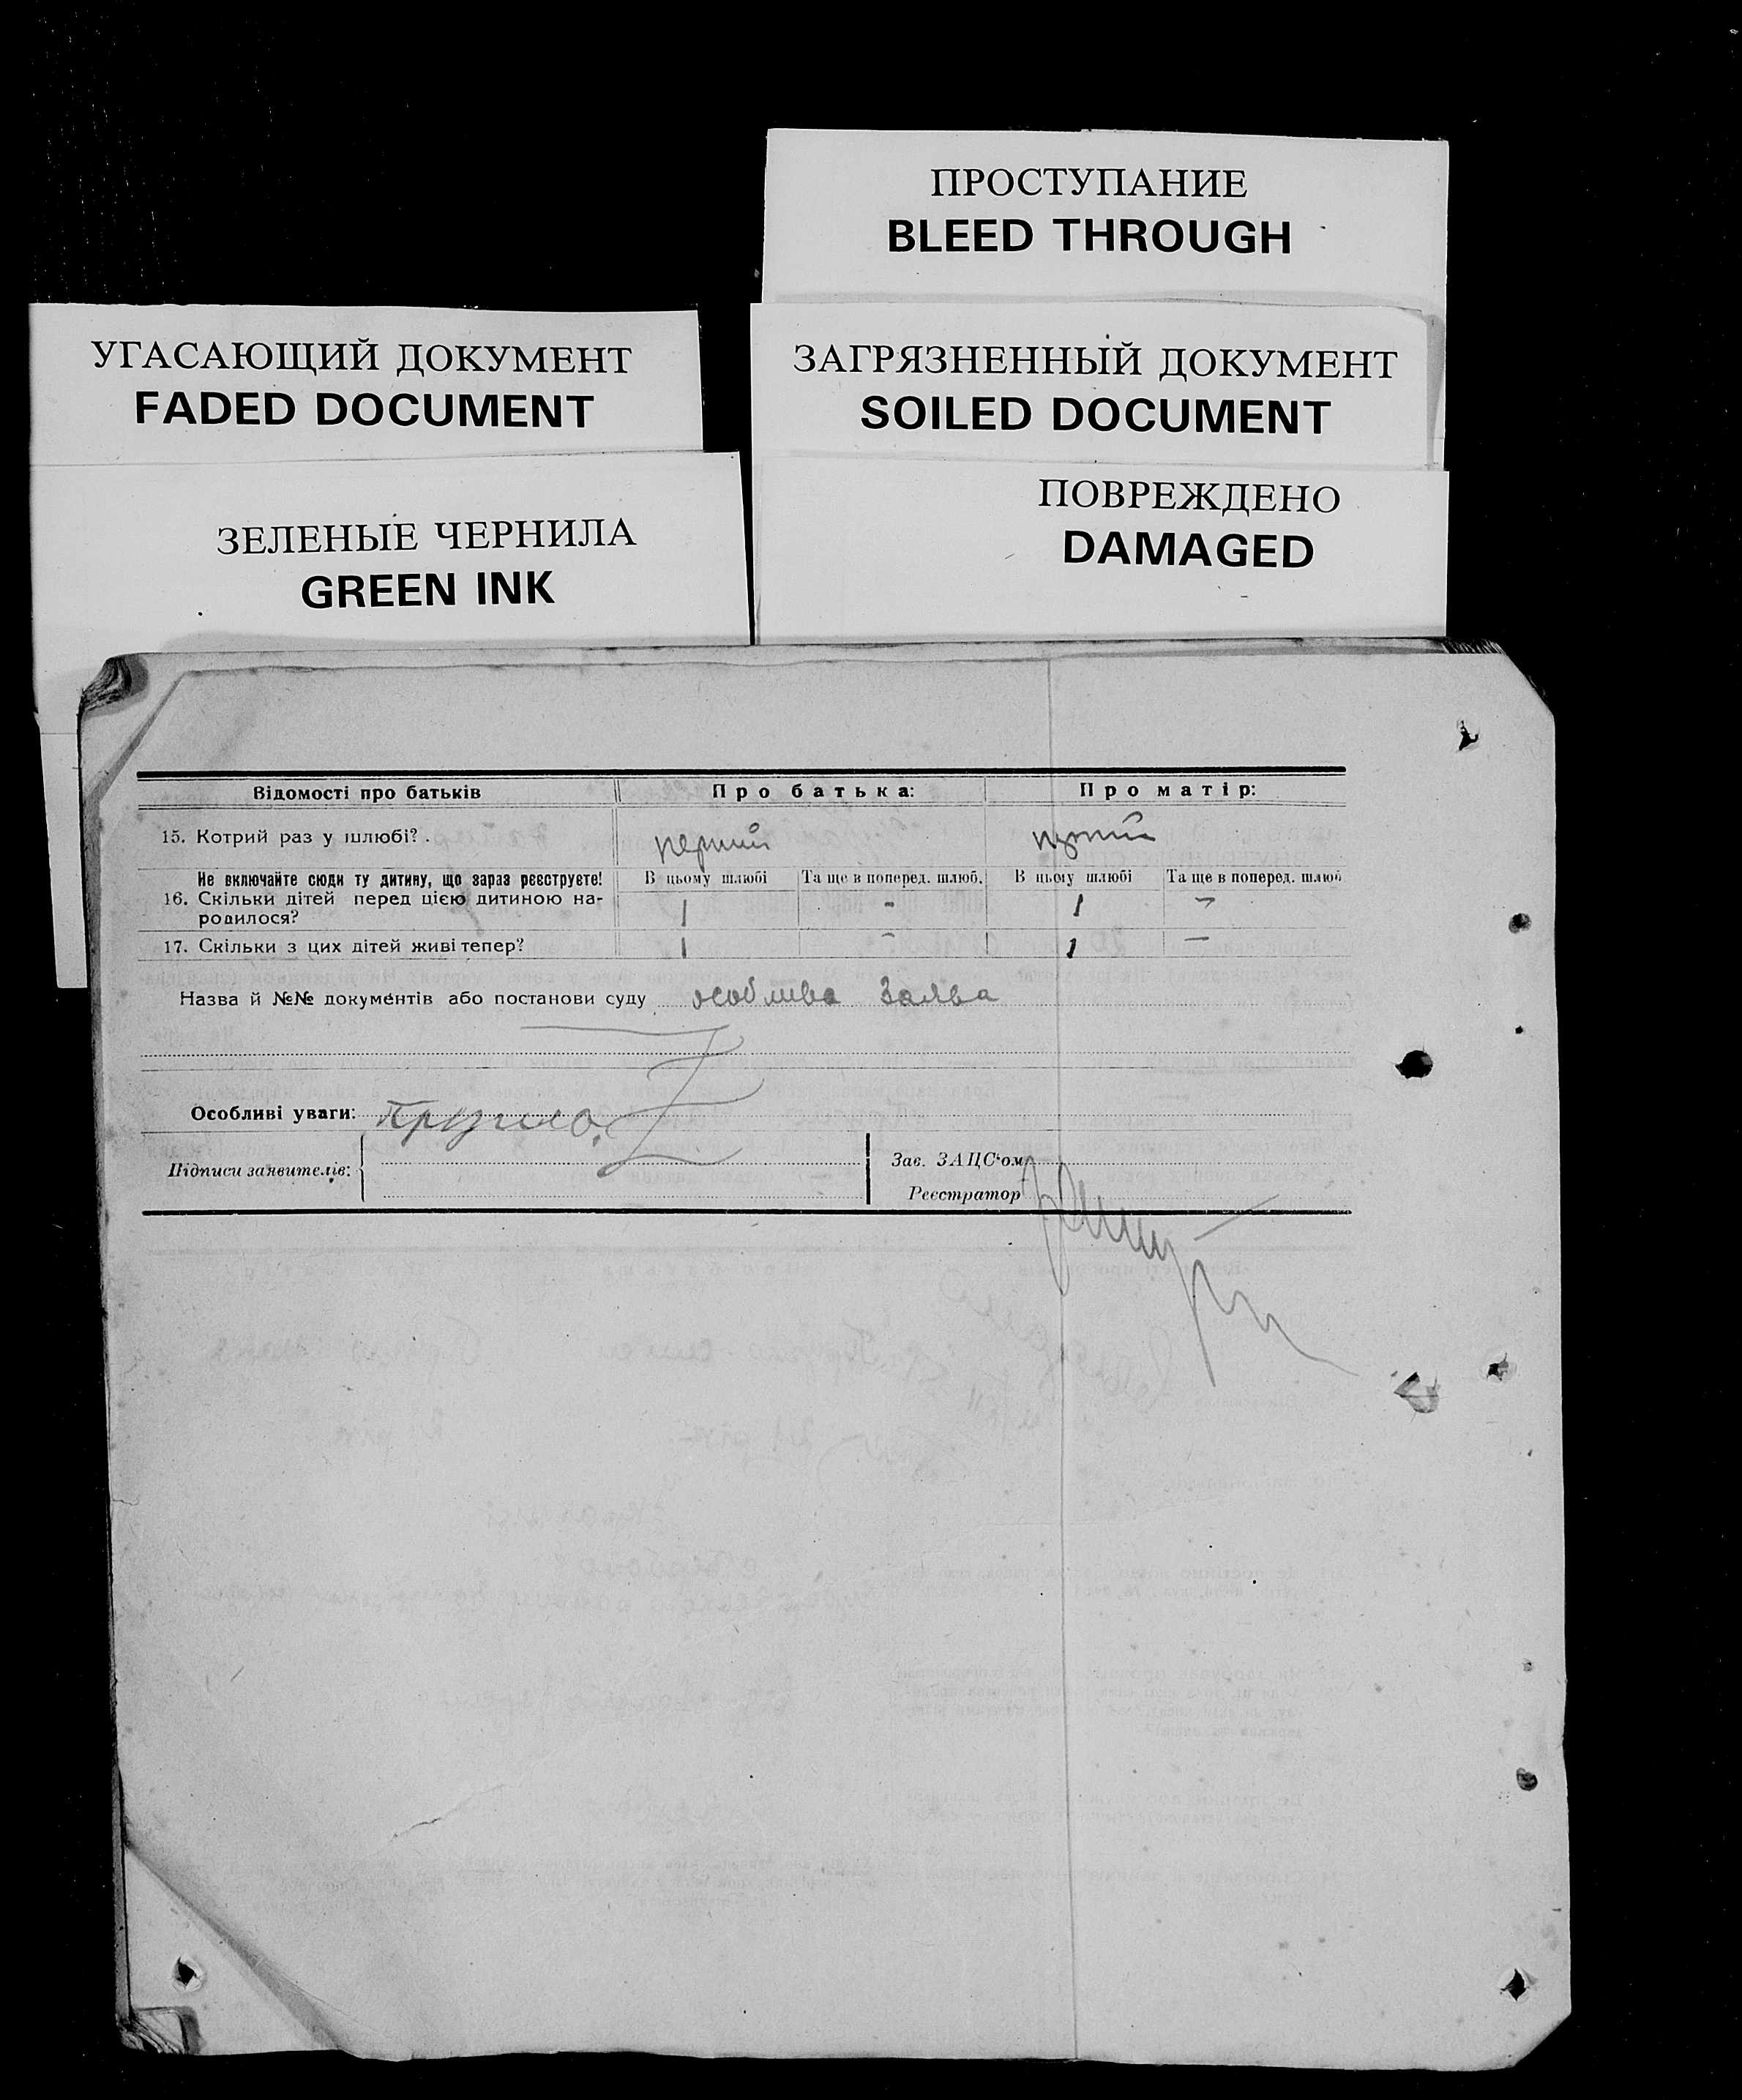 ПРОСТУПАНИЕ
BLEED THROUGH
УГАСАЮЩИЙ ДОКУМЕНТ
FADED DOCUMENT
ЗАГРЯЗНЕННЫЙ ДОКУМЕНТ
SOILED DOCUMENT
ЗЕЛЕНЫЕ ЧЕРНИЛА
GREEN INK
ПОВРЕЖДЕНО
DAMAGED
Відомості про батьків Про батька: Про матір:
15. Котрий раз у шлюбі? перший
Не включайте сюди ту дитину, що зараз реєструєте! В цьому шлюбі Та ще в поперед. шлюб. В цьому шлюбі Та ще в поперед. шлюб
16. Скільки дітей перед цією дитиною на- 1 - 1 -
родилося?
17. Скільки з цих дітей живі тепер? 1 - 1 -
Назва й №№ документів або постанови суду особлива заява
Особливі уваги:
Підписи заявителів: Зав. ЗАЦС'ом
Реєстратор